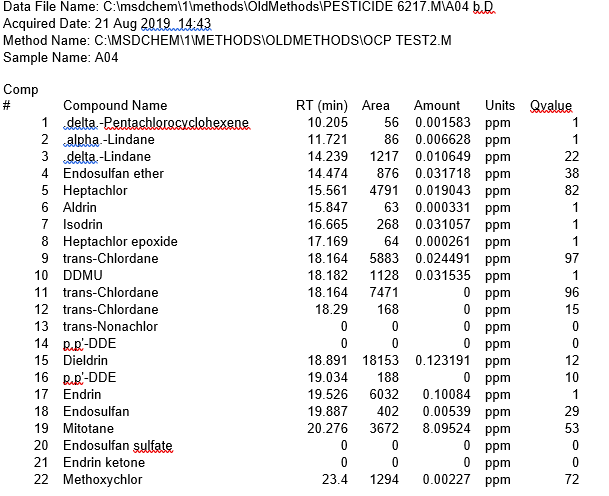 Data File Name: C:\msdchem\1\methods\OldMethods\PESTICIDE 6217.M\A04 b.D
Acquired Date: 21 Aug 2019  14:43
Method Name: C:\MSDCHEM\1\METHODS\OLDMETHODS\OCP TEST2.M
Sample Name: A04
Comp
# Compound Name RT (min) Area Amount Units Qvalue
1 .delta.-Pentachlorocyclohexene 10.205 56 0.001583 ppm 1
2 .alpha.-Lindane 11.721 86 0.006628 ppm 1
3 .delta.-Lindane 14.239 1217 0.010649 ppm 22
4 Endosulfan ether 14.474 876 0.031718 ppm 38
5 Heptachlor 15.561 4791 0.019043 ppm 82
6 Aldrin 15.847 63 0.000331 ppm 1
7 Isodrin 16.665 268 0.031057 ppm 1
8 Heptachlor epoxide 17.169 64 0.000261 ppm 1
9 trans-Chlordane 18.164 5883 0.024491 ppm 97
10 DDMU 18.182 1128 0.031535 ppm 1
11 trans-Chlordane 18.164 7471 0 ppm 96
12 trans-Chlordane 18.29 168 0 ppm 15
13 trans-Nonachlor 0 0 0 ppm 0
14 p,p'-DDE 0 0 0 ppm 0
15 Dieldrin 18.891 18153 0.123191 ppm 12
16 p,p'-DDE 19.034 188 0 ppm 10
17 Endrin 19.526 6032 0.10084 ppm 1
18 Endosulfan 19.887 402 0.00539 ppm 29
19 Mitotane 20.276 3672 8.09524 ppm 53
20 Endosulfan sulfate 0 0 0 ppm 0
21 Endrin ketone 0 0 0 ppm 0
22 Methoxychlor 23.4 1294 0.00227 ppm 72